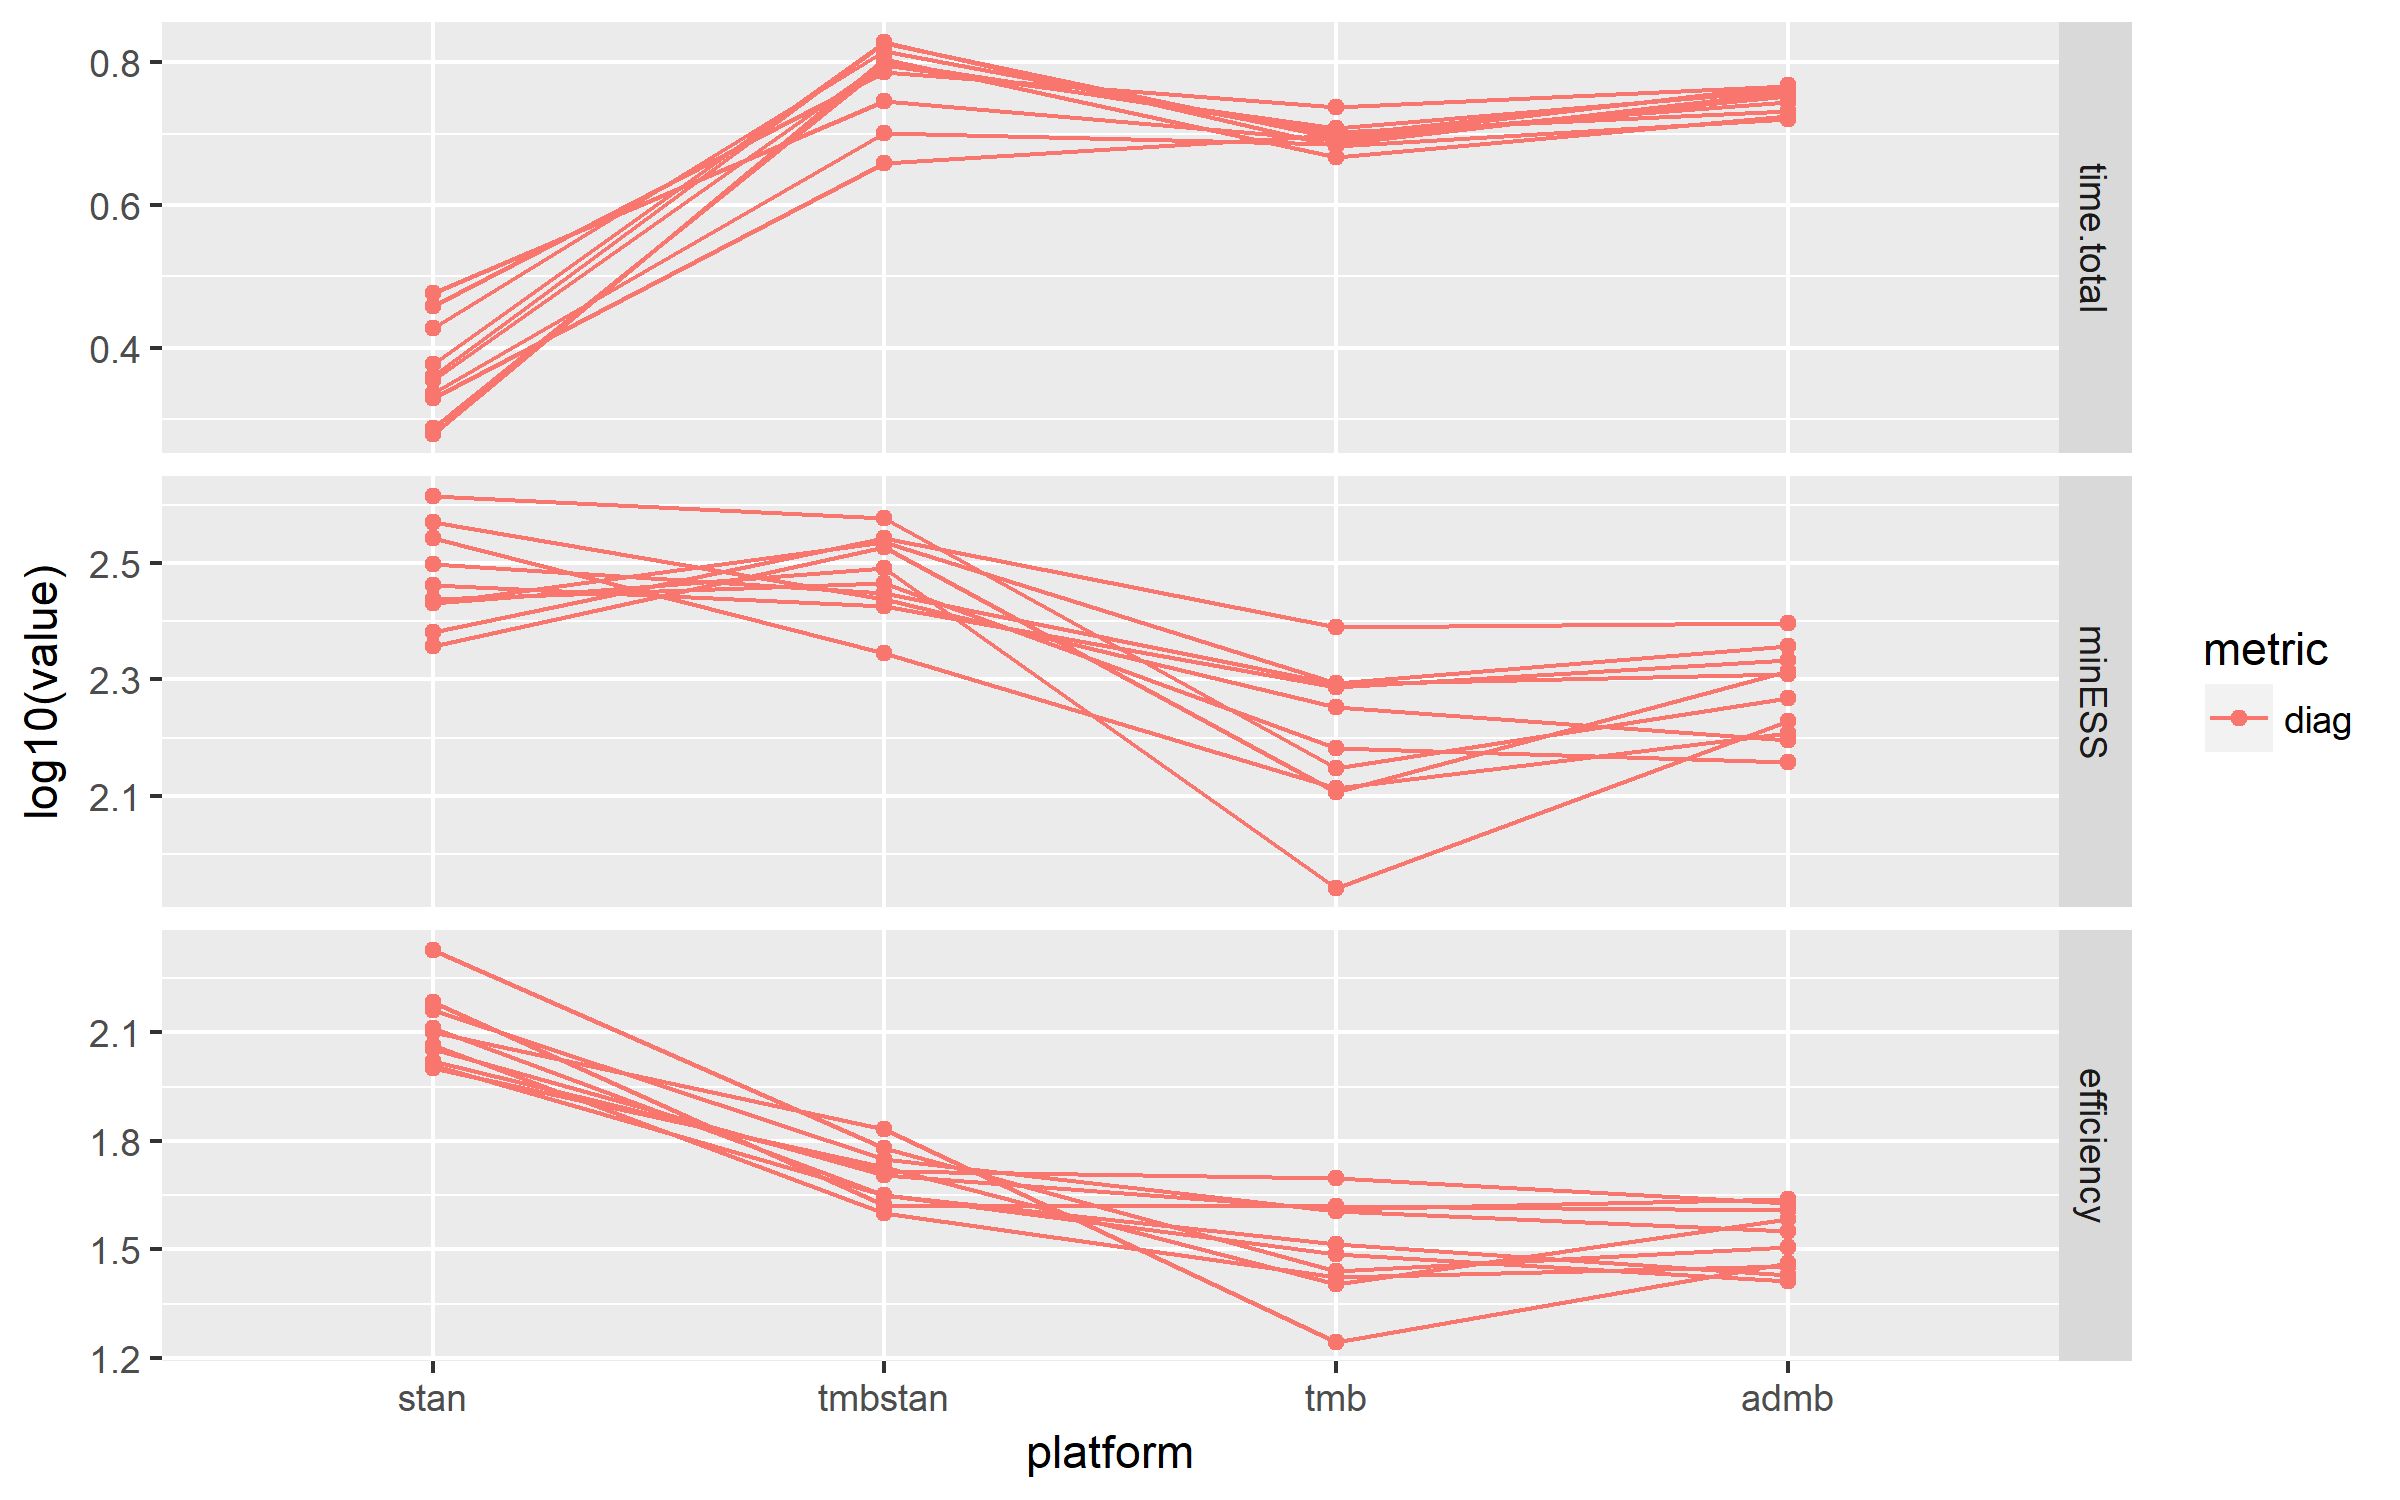 0.8
0.6
0.4
time.total
2.5
2.3
2.1
minESS
2.1
1.8
1.5
1.2
efficiency
log10(value)
stan
tmbstan
tmb
admb
platform
metric
diag